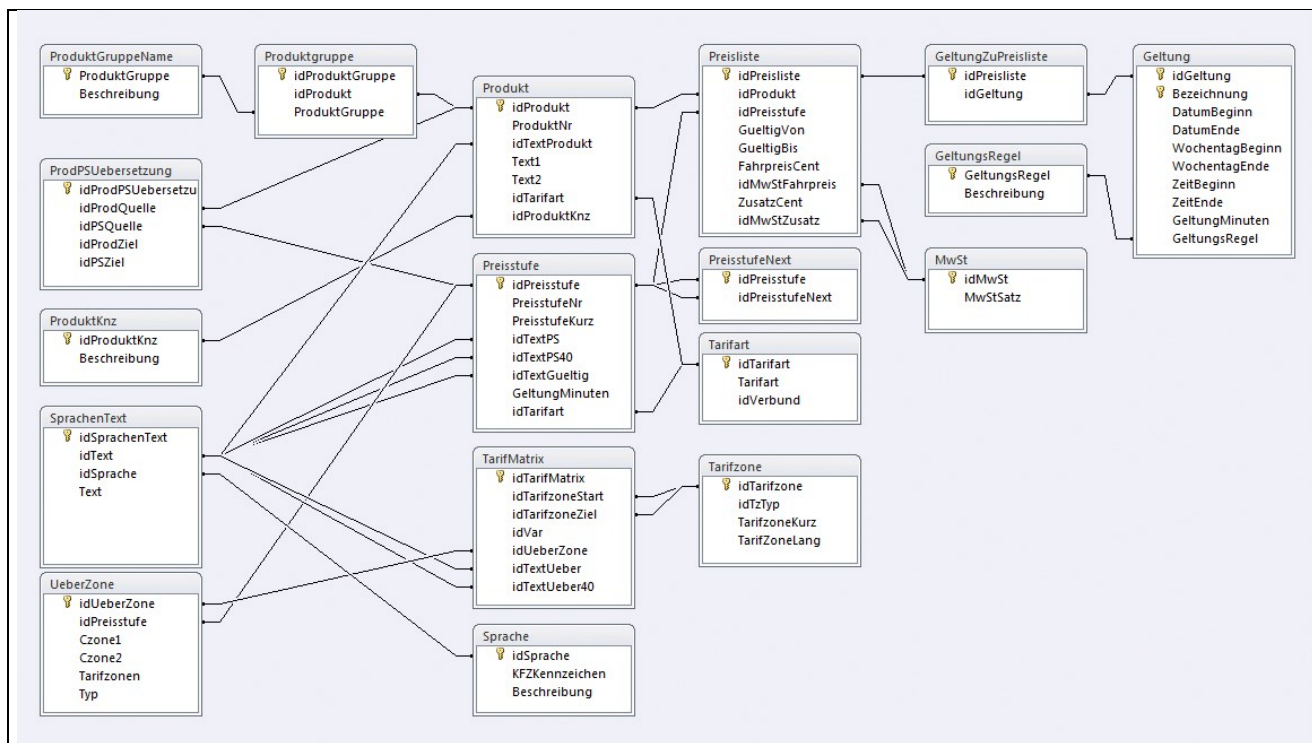 ProduktGruppeName
ProduktGruppe
Beschreibung
Produktgruppe
idProduktGruppe
idProdukt
ProduktGruppe
Produkt
idProdukt
ProduktNr
idTextProdukt
Text1
Text2
idTarifart
idProduktKnz
Preisliste
idPreisliste
idProdukt
idPreisstufe
GueltigVon
GueltigBis
FahrpreisCent
idMwStFahrpreis
ZusatzCent
idMwStZusatz
GeltungZuPreisliste
idPreisliste
idGeltung
Geltung
idGeltung
Bezeichnung
DatumBeginn
DatumEnde
WochentagBeginn
WochentagEnde
ZeitBeginn
ZeitEnde
GeltungMinuten
GeltungsRegel
ProdPSUebersetzung
idProdPSUebersetzu
idProdQuelle
idPSQuelle
idProdZiel
idPSZiel
GeltungsRegel
GeltungsRegel
Beschreibung
Preisstufe
idPreisstufe
PreisstufeNr
PreisstufeKurz
idTextPS
idTextPS40
idTextGueltig
GeltungMinuten
idTarifart
PreisstufeNext
idPreisstufe
idPreisstufeNext
MwSt
idMwSt
MwStSatz
ProduktKnz
idProduktKnz
Beschreibung
Tarifart
idTarifart
Tarifart
idVerbund
SprachenText
idSprachenText
idText
idSprache
Text
TarifMatrix
idTarifMatrix
idTarifzoneStart
idTarifzoneZiel
idVar
idUeberZone
idTextUeber
idTextUeber40
Tarifzone
idTarifzone
idTzTyp
TarifzoneKurz
TarifZoneLang
UeberZone
idUeberZone
idPreisstufe
Czone1
Czone2
Tarifzonen
Typ
Sprache
idSprache
KFZKennzeichen
Beschreibung